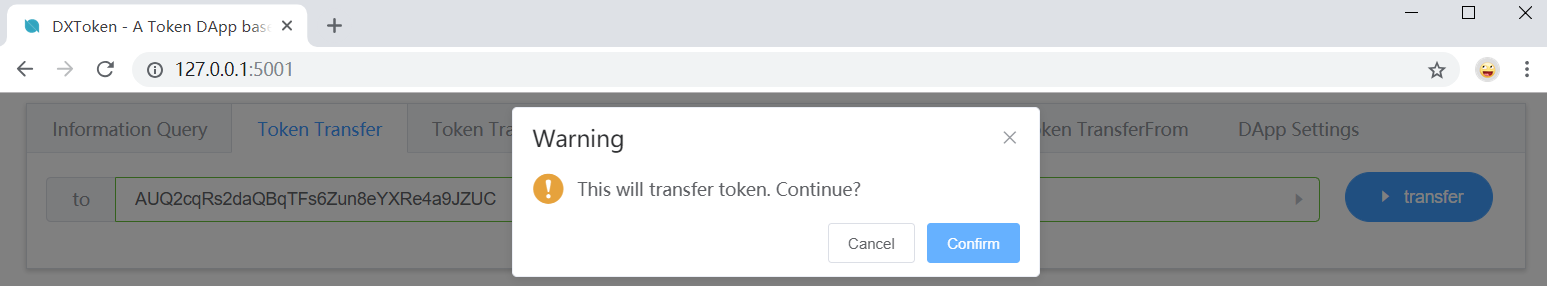 DXToken - A Token DApp bas
127.0.0.1:5001
Information Query
Token Transfer
Token Tra
ken TransferFrom
DApp Settings
Warning
This will transfer token. Continue?
to
AUQ2cqRs2daQBqTFs6Zun8eYXRe4a9JZUC
transfer
Cancel
Confirm